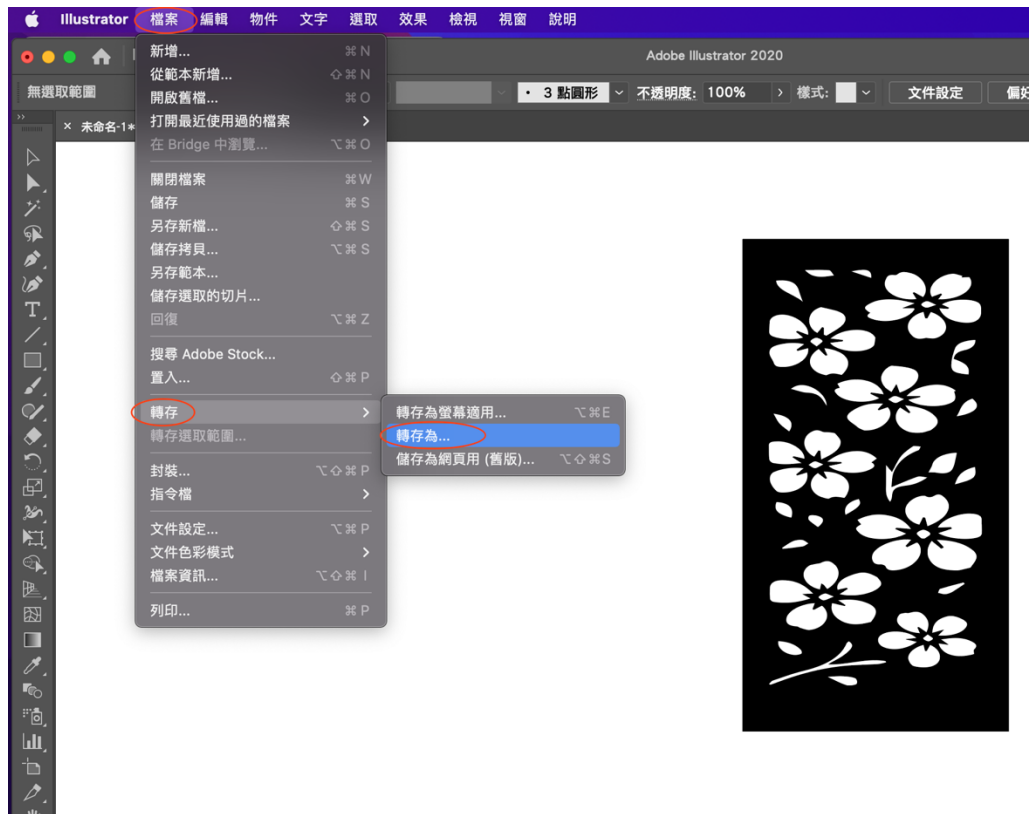 Illustrator 檔案 編輯 物件 文字 選取 效果 檢視 視窗 說明
Adobe Illustrator 2020
無選取範圍 • 3 點圓形 不透明度: 100% 樣式: 文件設定
× 未命名-1*
新增... ⌘ N
從範本新增... ⇧ ⌘ N
開啟舊檔... ⌘ O
打開最近使用過的檔案
在 Bridge 中瀏覽... ⌥ ⌘ O
關閉檔案 ⌘ W
儲存 ⌘ S
另存新檔... ⇧ ⌘ S
儲存拷貝... ⌥ ⌘ S
另存範本...
儲存選取的切片...
回復 ⌥ ⌘ Z
搜尋 Adobe Stock...
置入... ⇧ ⌘ P
轉存
轉存選取範圍...
轉存為螢幕適用... ⌥ ⌘ E
轉存為...
儲存為網頁用 (舊版)... ⌥ ⇧ ⌘ S
封裝... ⌥ ⇧ ⌘ P
指令檔
文件設定... ⌥ ⌘ P
文件色彩模式
檔案資訊... ⌥ ⇧ ⌘ I
列印... ⌘ P